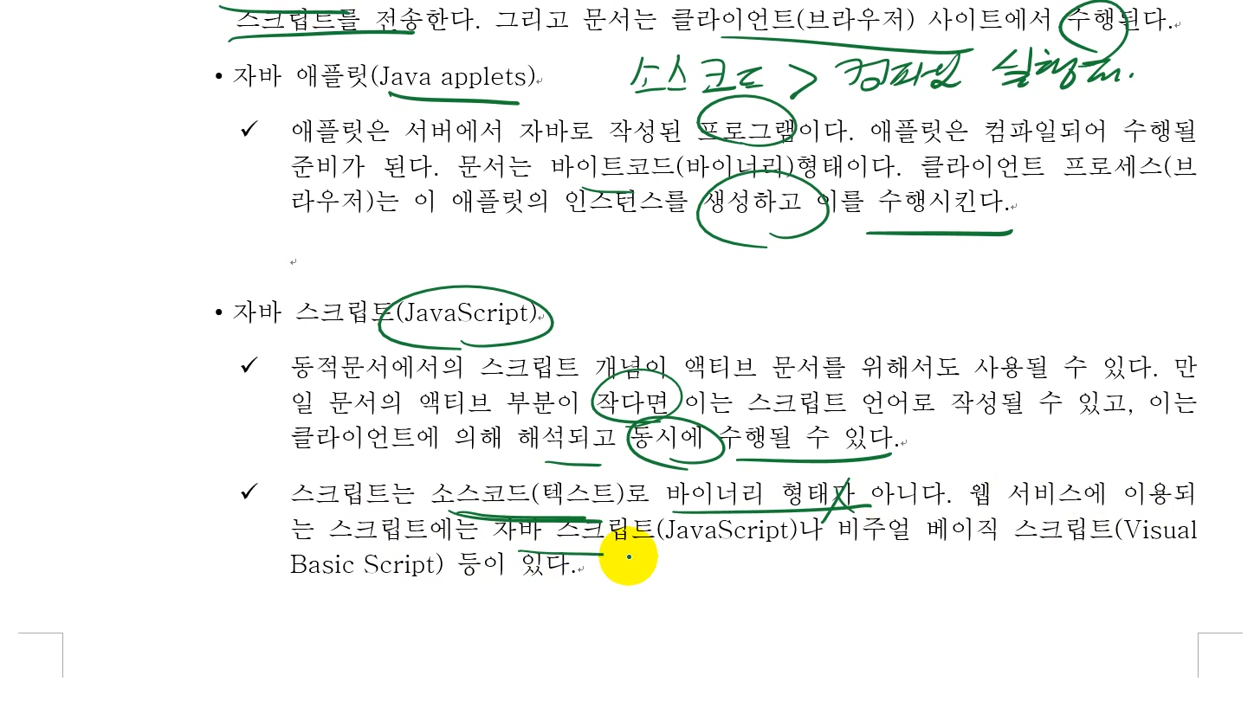 스크립트를 전송한다. 그리고 문서는 클라이언트(브라우저) 사이트에서 수행된다.
• 자바 애플릿(Java applets)
소스코드 > 컴파일
✓ 애플릿은 서버에서 자바로 작성된 프로그램이다. 애플릿은 컴파일되어 수행될
준비가 된다. 문서는 바이트코드(바이너리)형태이다. 클라이언트 프로세스(브
라우저)는 이 애플릿의 인스턴스를 생성하고 이를 수행시킨다.
• 자바 스크립트(JavaScript)
✓ 동적문서에서의 스크립트 개념이 액티브 문서를 위해서도 사용될 수 있다. 만
일 문서의 액티브 부분이 작다면 이는 스크립트 언어로 작성될 수 있고, 이는
클라이언트에 의해 해석되고 동시에 수행될 수 있다.
✓ 스크립트는 소스코드(텍스트)로 바이너리 형태가 아니다. 웹 서비스에 이용되
는 스크립트에는 자바 스크립트(JavaScript)나 비주얼 베이직 스크립트(Visual
Basic Script) 등이 있다.